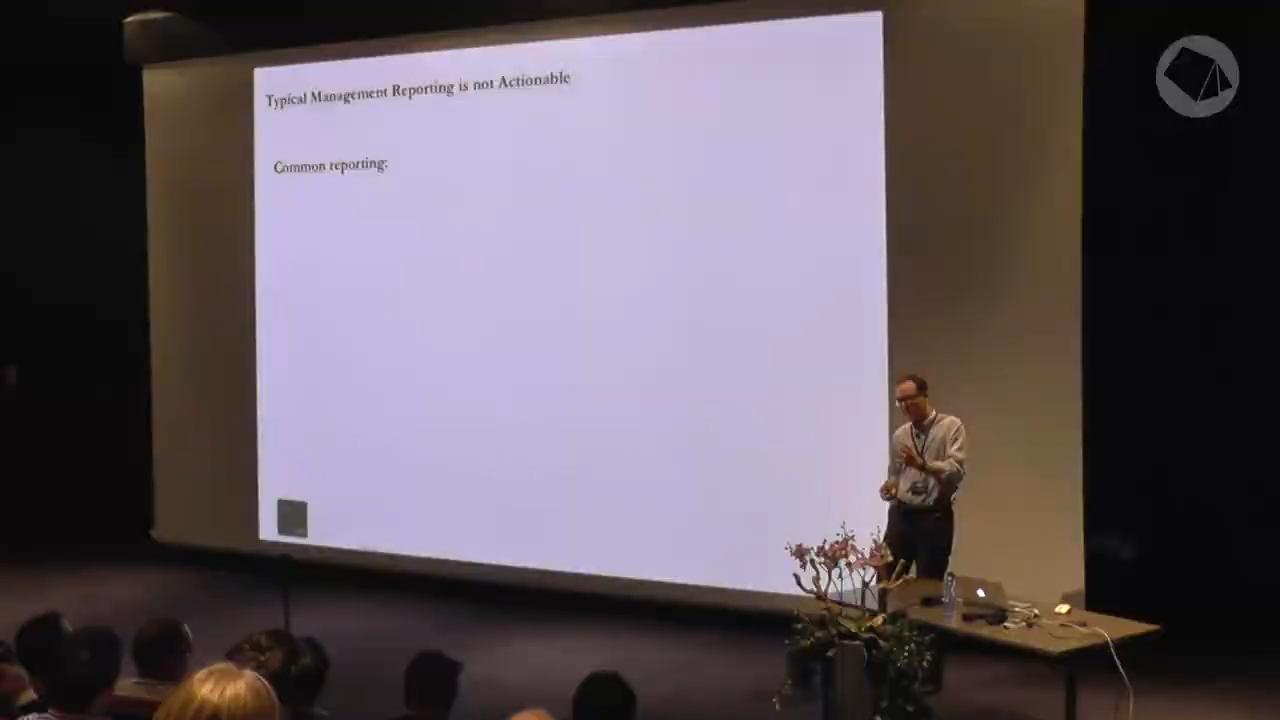 Typical Management Reporting is not Actionable
Common reporting: